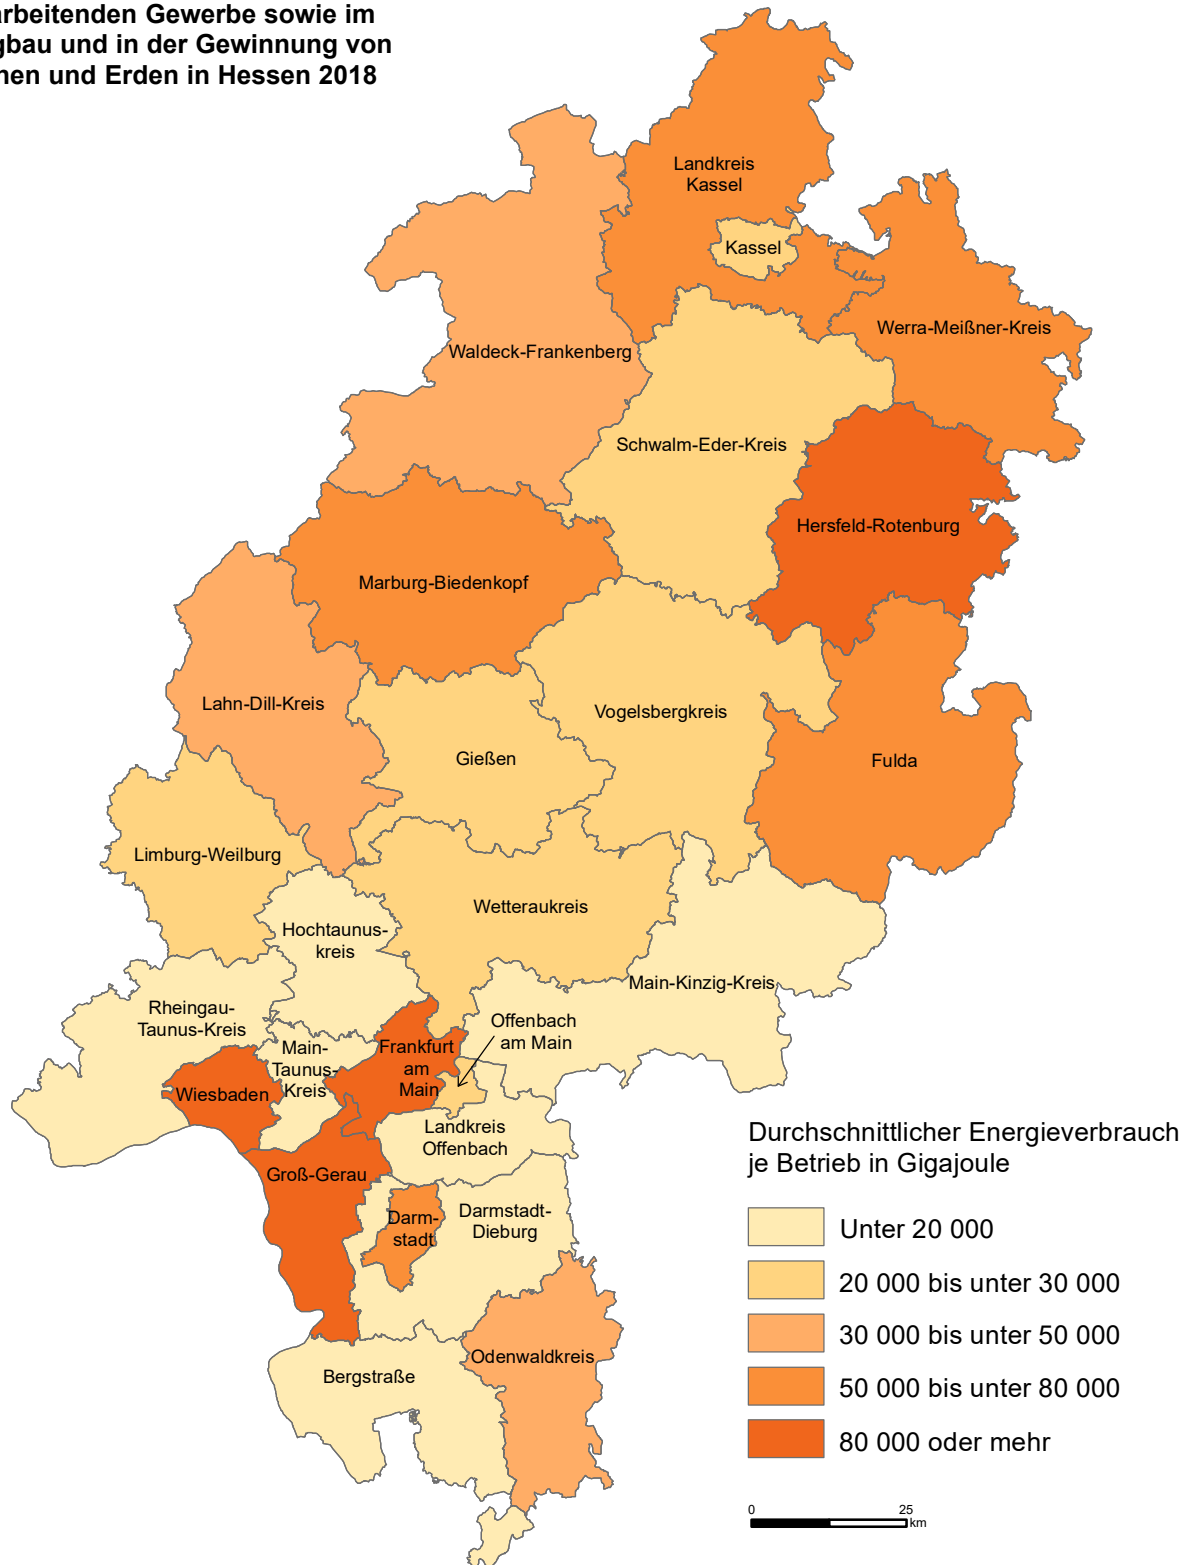 arbeitenden Gewerbe sowie im
gbau und in der Gewinnung von
nen und Erden in Hessen 2018
Landkreis
Kassel
Kassel
Werra-Meißner-Kreis
Waldeck-Frankenberg
Schwalm-Eder-Kreis
Hersfeld-Rotenburg
Marburg-Biedenkopf
Lahn-Dill-Kreis
Vogelsbergkreis
Gießen
Fulda
Limburg-Weilburg
Wetteraukreis
Hochtaunus-
kreis
Main-Kinzig-Kreis
Rheingau-
Taunus-Kreis
Offenbach
am Main
Main-
Taunus-
Kreis
Frankfurt
am
Main
Wiesbaden
Landkreis
Offenbach
Groß-Gerau
Darm-
stadt
Darmstadt-
Dieburg
Odenwaldkreis
Bergstraße
Durchschnittlicher Energieverbrauch
je Betrieb in Gigajoule
Unter 20 000
20 000 bis unter 30 000
30 000 bis unter 50 000
50 000 bis unter 80 000
80 000 oder mehr
0 25
km